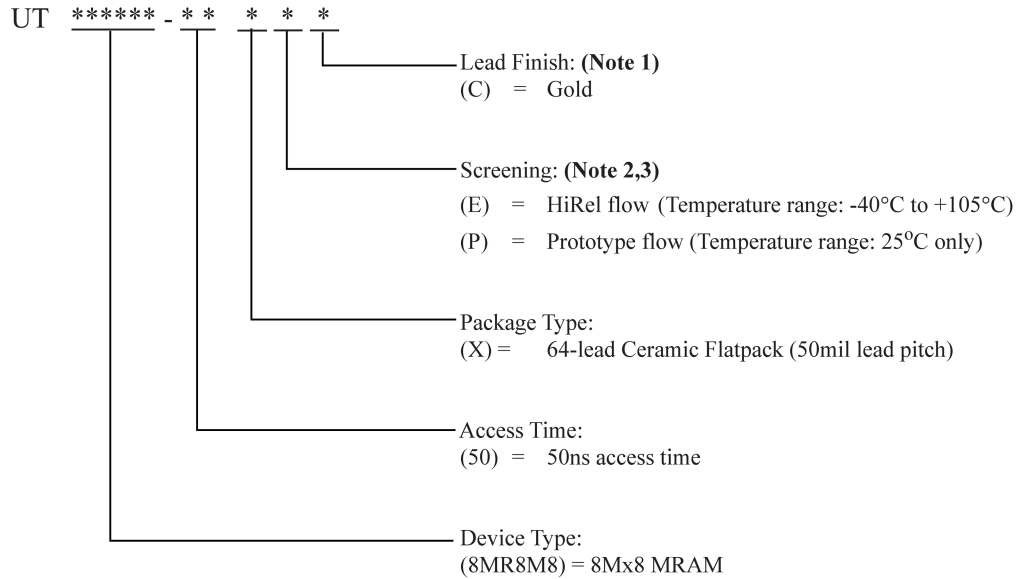 UT ****** - * * * * *
Lead Finish: (Note 1)
(C) = Gold
Screening: (Note 2,3)
(E) = HiRel flow (Temperature range: -40°C to +105°C)
(P) = Prototype flow (Temperature range: 25°C only)
Package Type:
(X) = 64-lead Ceramic Flatpack (50mil lead pitch)
Access Time:
(50) = 50ns access time
Device Type:
(8MR8M8) = 8Mx8 MRAM